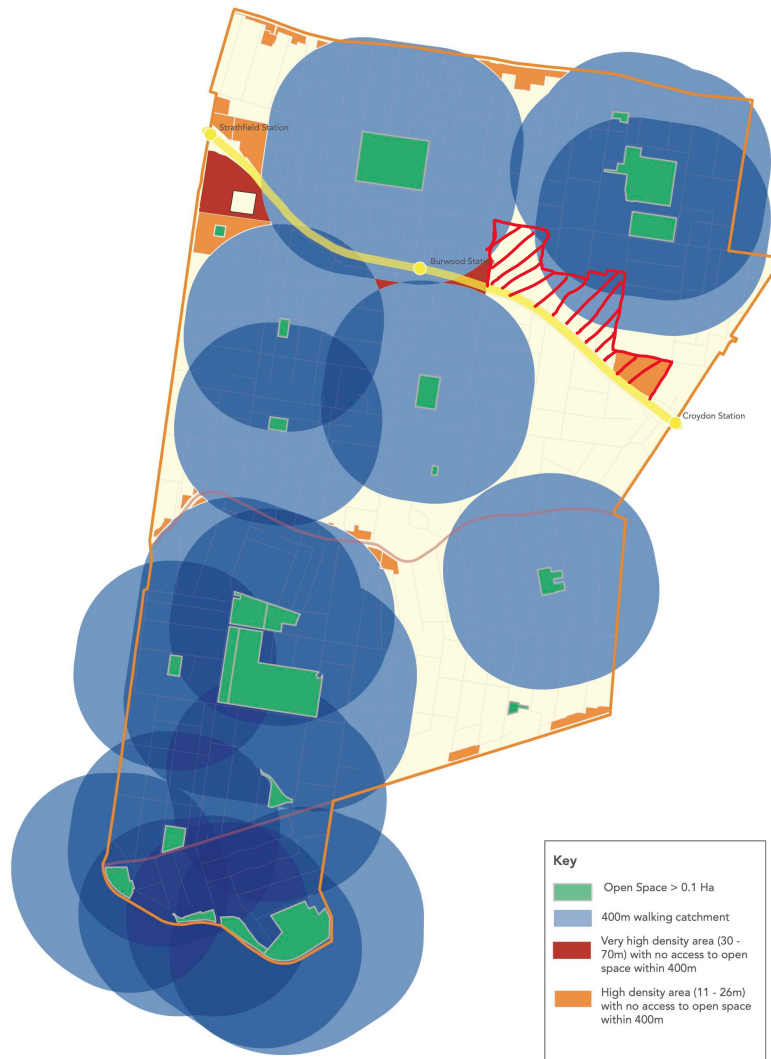 Strathfield Station
Burwood Station
Croydon Station
Key
Open Space > 0.1 Ha
400m walking catchment
Very high density area (30 -
70m) with no access to open
space within 400m
High density area (11 - 26m)
with no access to open space
within 400m